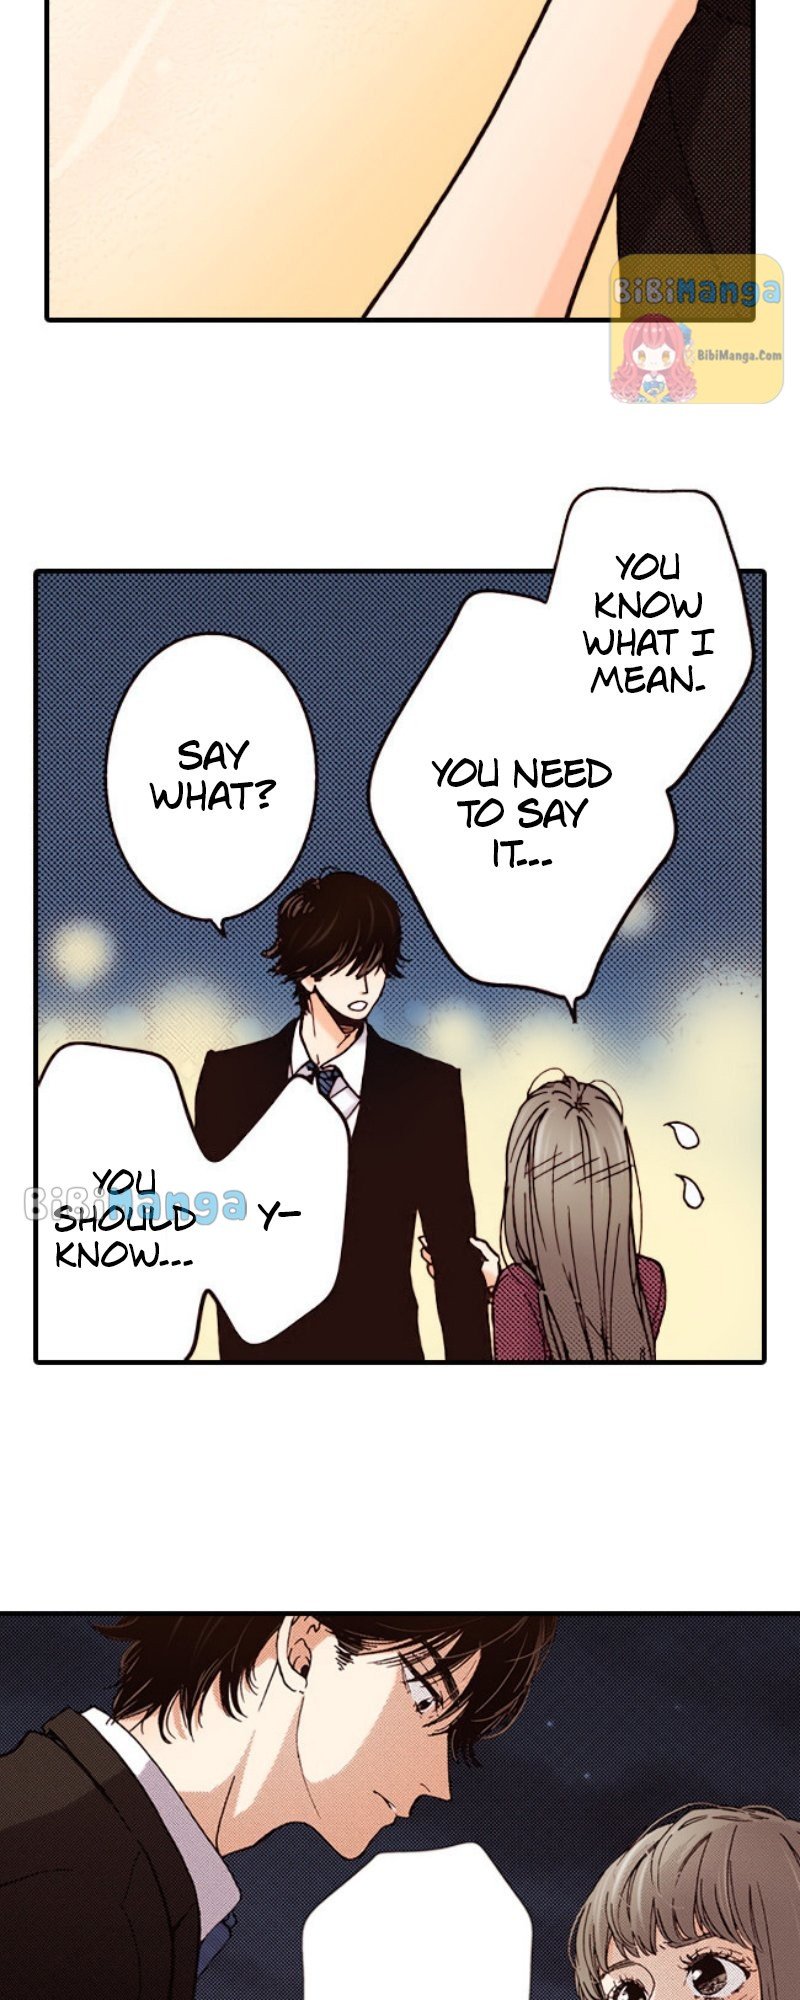 BiBiManga
BibiManga.Com
YOU
KNOW
WHAT I
MEAN.
YOU NEED
TO SAY
IT...
SAY
WHAT?
YOU
SHOULD
KNOW...
Y-
BiBiManga